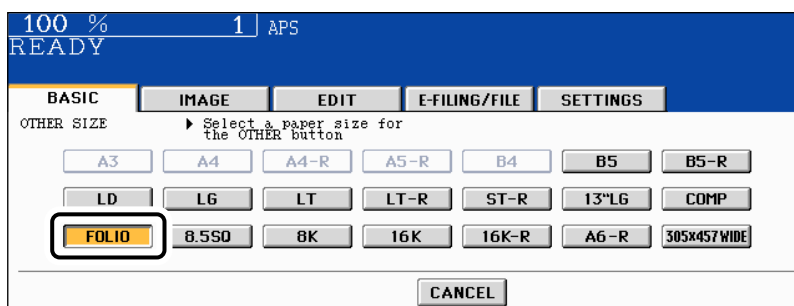 100 % 1 APS
READY
BASIC IMAGE EDIT E-FILING/FILE SETTINGS
OTHER SIZE Select a paper size for
the OTHER button
A3 A4 A4-R A5-R B4 B5 B5-R
LD LG LT LT-R ST-R 13"LG COMP
FOLIO 8.5SQ 8K 16K 16K-R A6-R 305X457WIDE
CANCEL